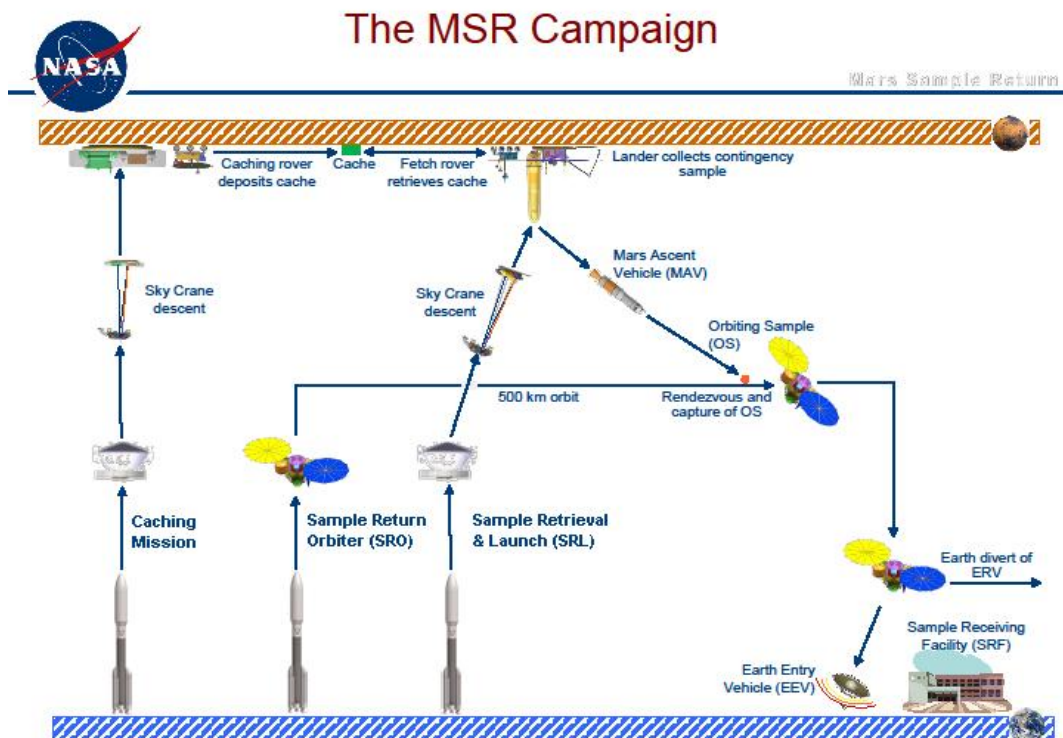 The MSR Campaign
NASA
Mars Sample Return
Caching rover
deposits cache
Cache
Fetch rover
retrieves cache
Lander collects contingency
sample
Mars Ascent
Vehicle (MAV)
Sky Crane
descent
Sky Crane
descent
Orbiting Sample
(OS)
500 km orbit
Rendezvous and
capture of OS
Caching
Mission
Sample Return
Orbiter (SRO)
Sample Retrieval
& Launch (SRL)
Earth divert of
ERV
Sample Receiving
Facility (SRF)
Earth Entry
Vehicle (EEV)